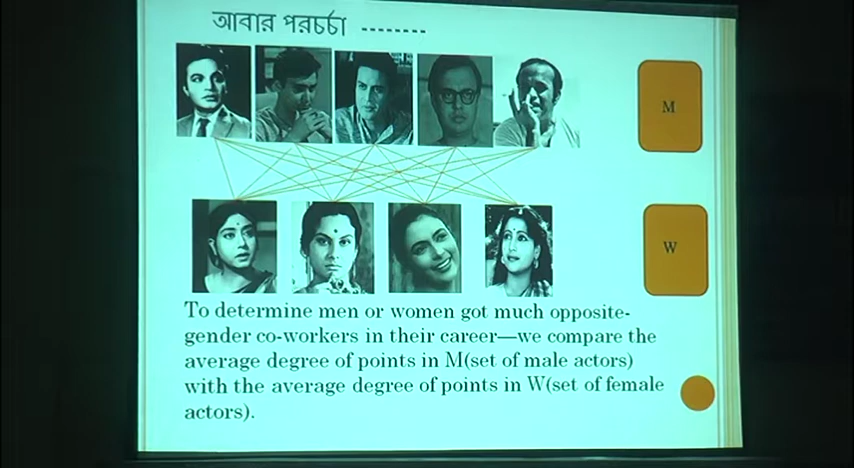 আবার পরচর্চা --------
M
W
To determine men or women got much opposite-
gender co-workers in their career—we compare the
average degree of points in M(set of male actors)
with the average degree of points in W(set of female
actors).